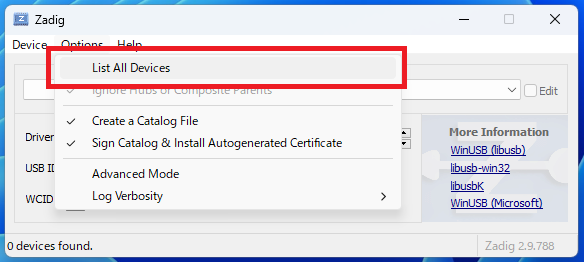 Zadig
Device Options Help
List All Devices
Ignore Hubs or Composite Parents
Edit
Create a Catalog File
Sign Catalog & Install Autogenerated Certificate
Advanced Mode
Log Verbosity
Driver
USB ID
WCID
More Information
WinUSB (libusb)
libusb-win32
libusbK
WinUSB (Microsoft)
0 devices found.
Zadig 2.9.788